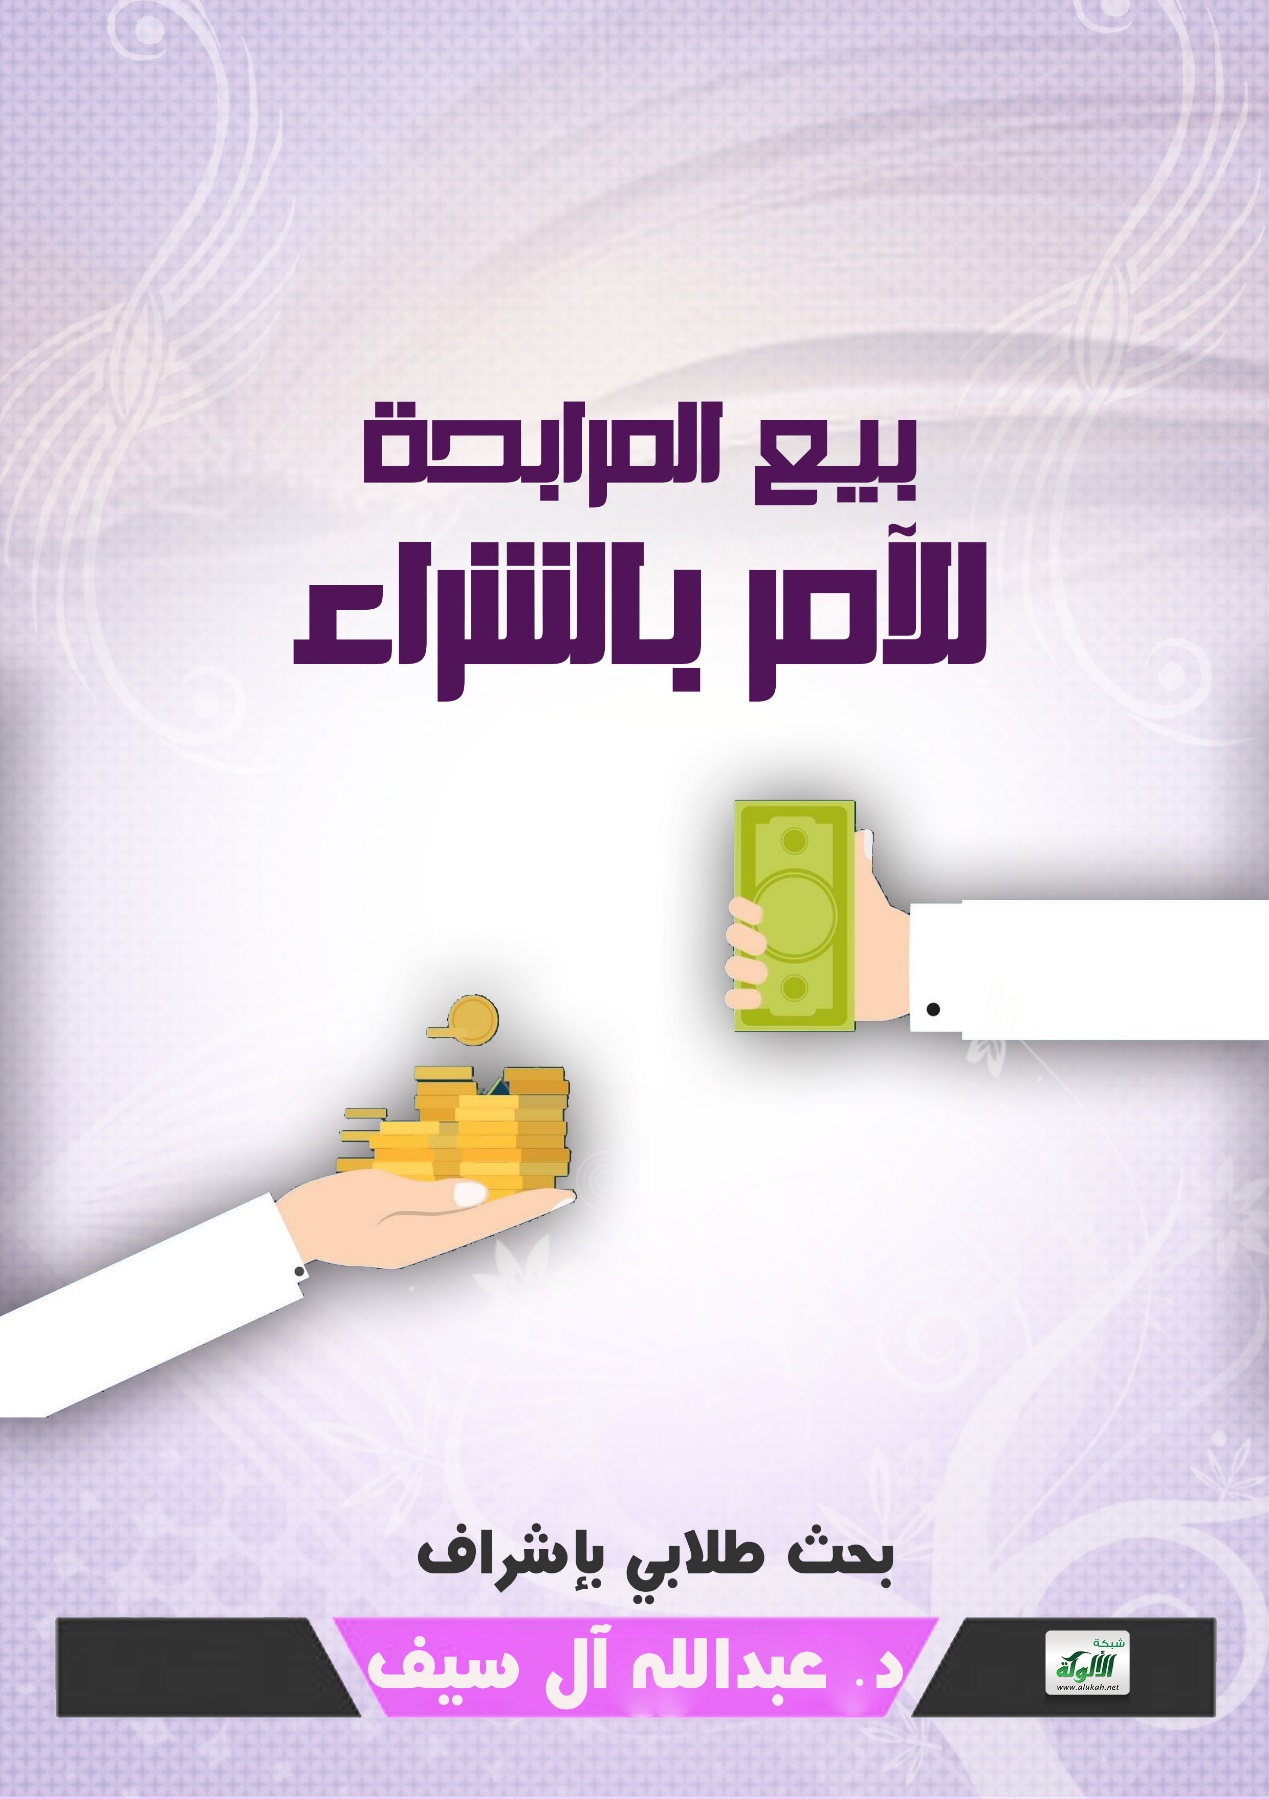 بيع المرابحة
للآمر بالشراء
بحث طلابي بإشراف
د. عبدالله آل سيف
شبكة
الألوكة
www.alukah.net